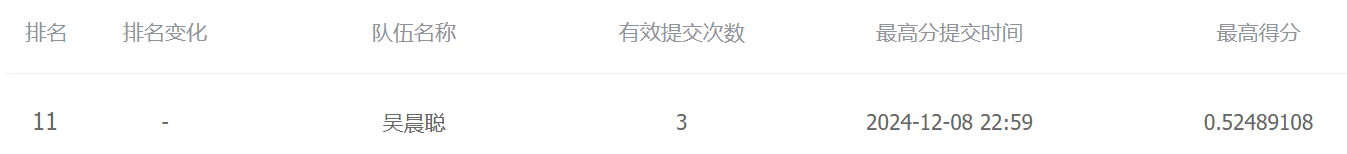 排名 排名变化 队伍名称 有效提交次数 最高分提交时间 最高得分
11 - 吴晨聪 3 2024-12-08 22:59 0.52489108